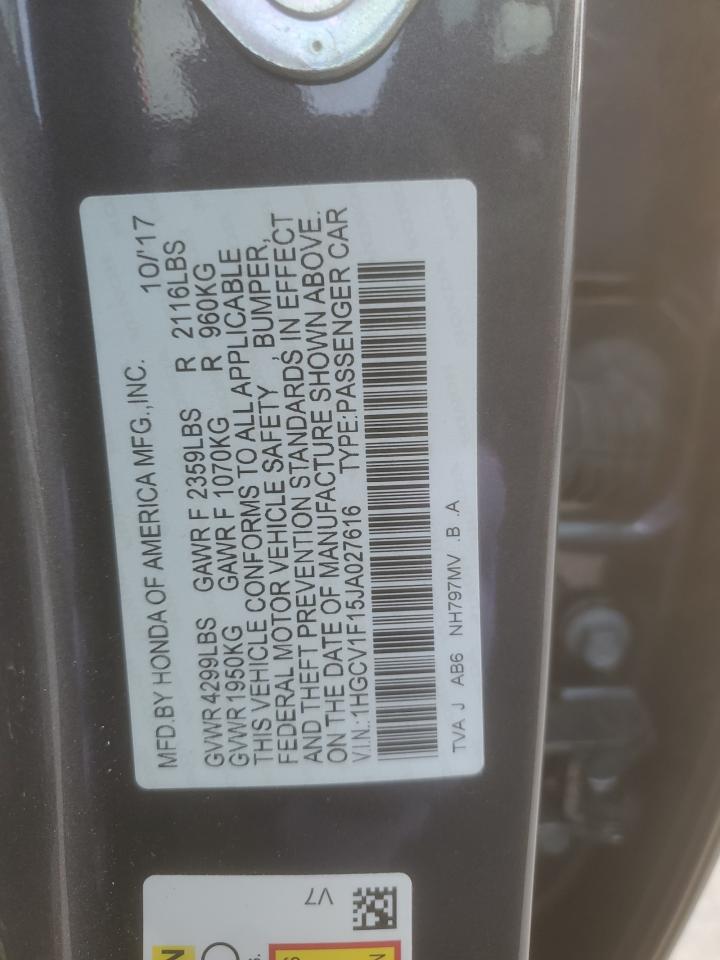 MFD.BY HONDA OF AMERICA MFG.,INC. 10/'17
GVWR 4299LBS GAWR F 2359LBS R 2116LBS
GVWR 1950KG GAWR F 1070KG R 960KG
THIS VEHICLE CONFORMS TO ALL APPLICABLE
FEDERAL MOTOR VEHICLE SAFETY , BUMPER,
AND THEFT PREVENTION STANDARDS IN EFFECT
ON THE DATE OF MANUFACTURE SHOWN ABOVE.
V.I.N.:1HGCV1F15JA027616 TYPE:PASSENGER CAR
TVA J AB6 NH797MV .B .A
V7